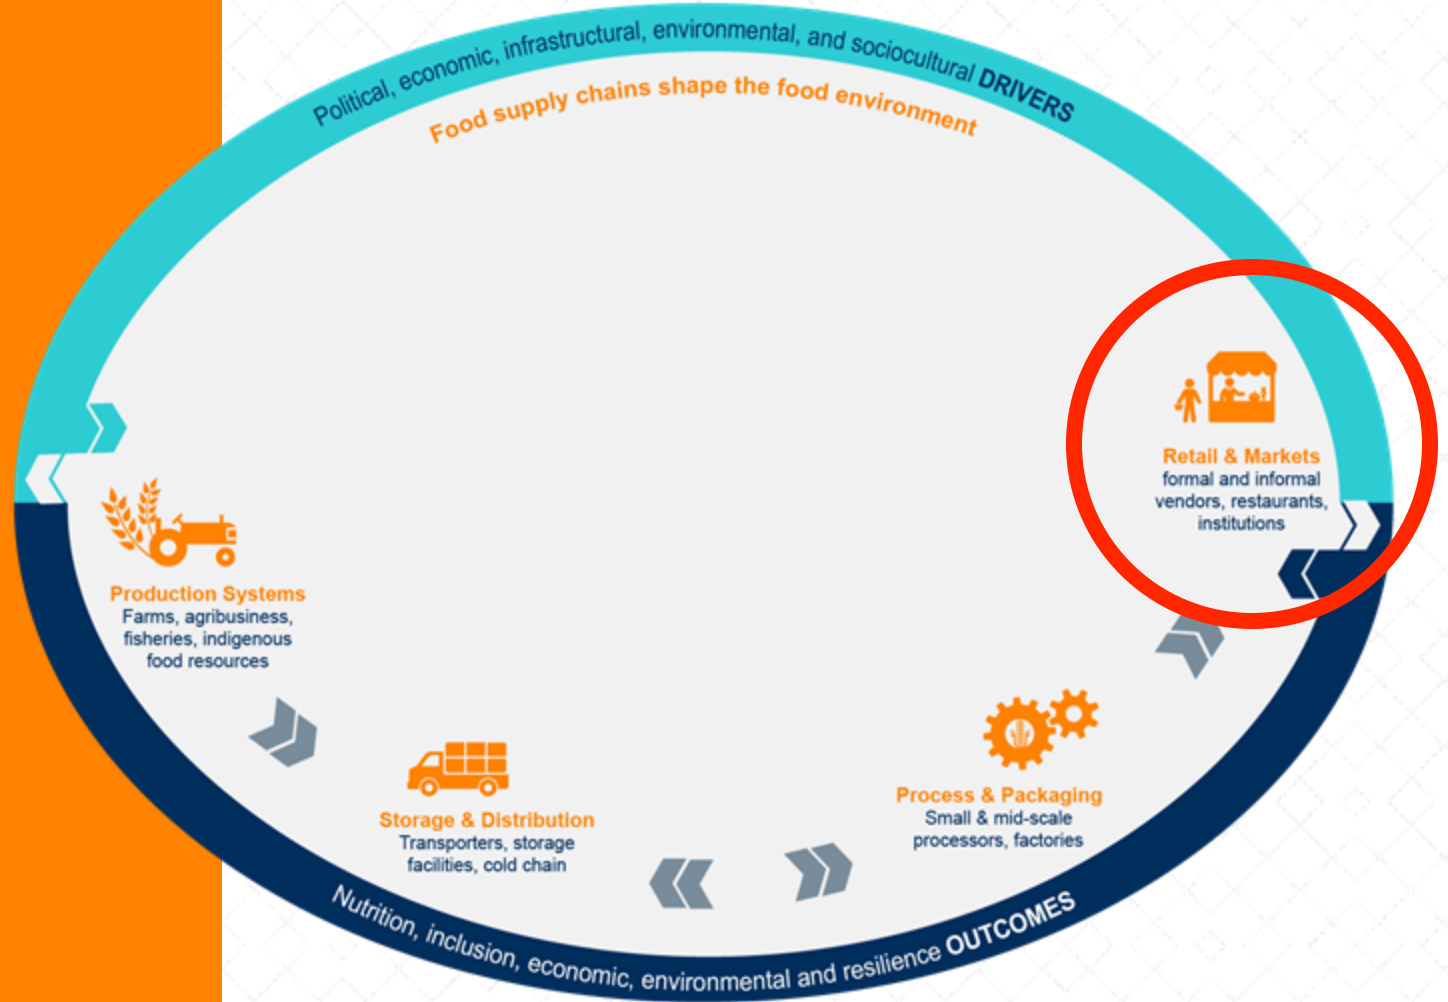 Political, economic, infrastructural, environmental, and sociocultural DRIVERS
Food supply chains shape the food environment
Retail & Markets
formal and informal
vendors, restaurants,
institutions
Production Systems
Farms, agribusiness,
fisheries, indigenous
food resources
Storage & Distribution
Transporters, storage
facilities, cold chain
Process & Packaging
Small & mid-scale
processors, factories
Nutrition, inclusion, economic, environmental and resilience OUTCOMES